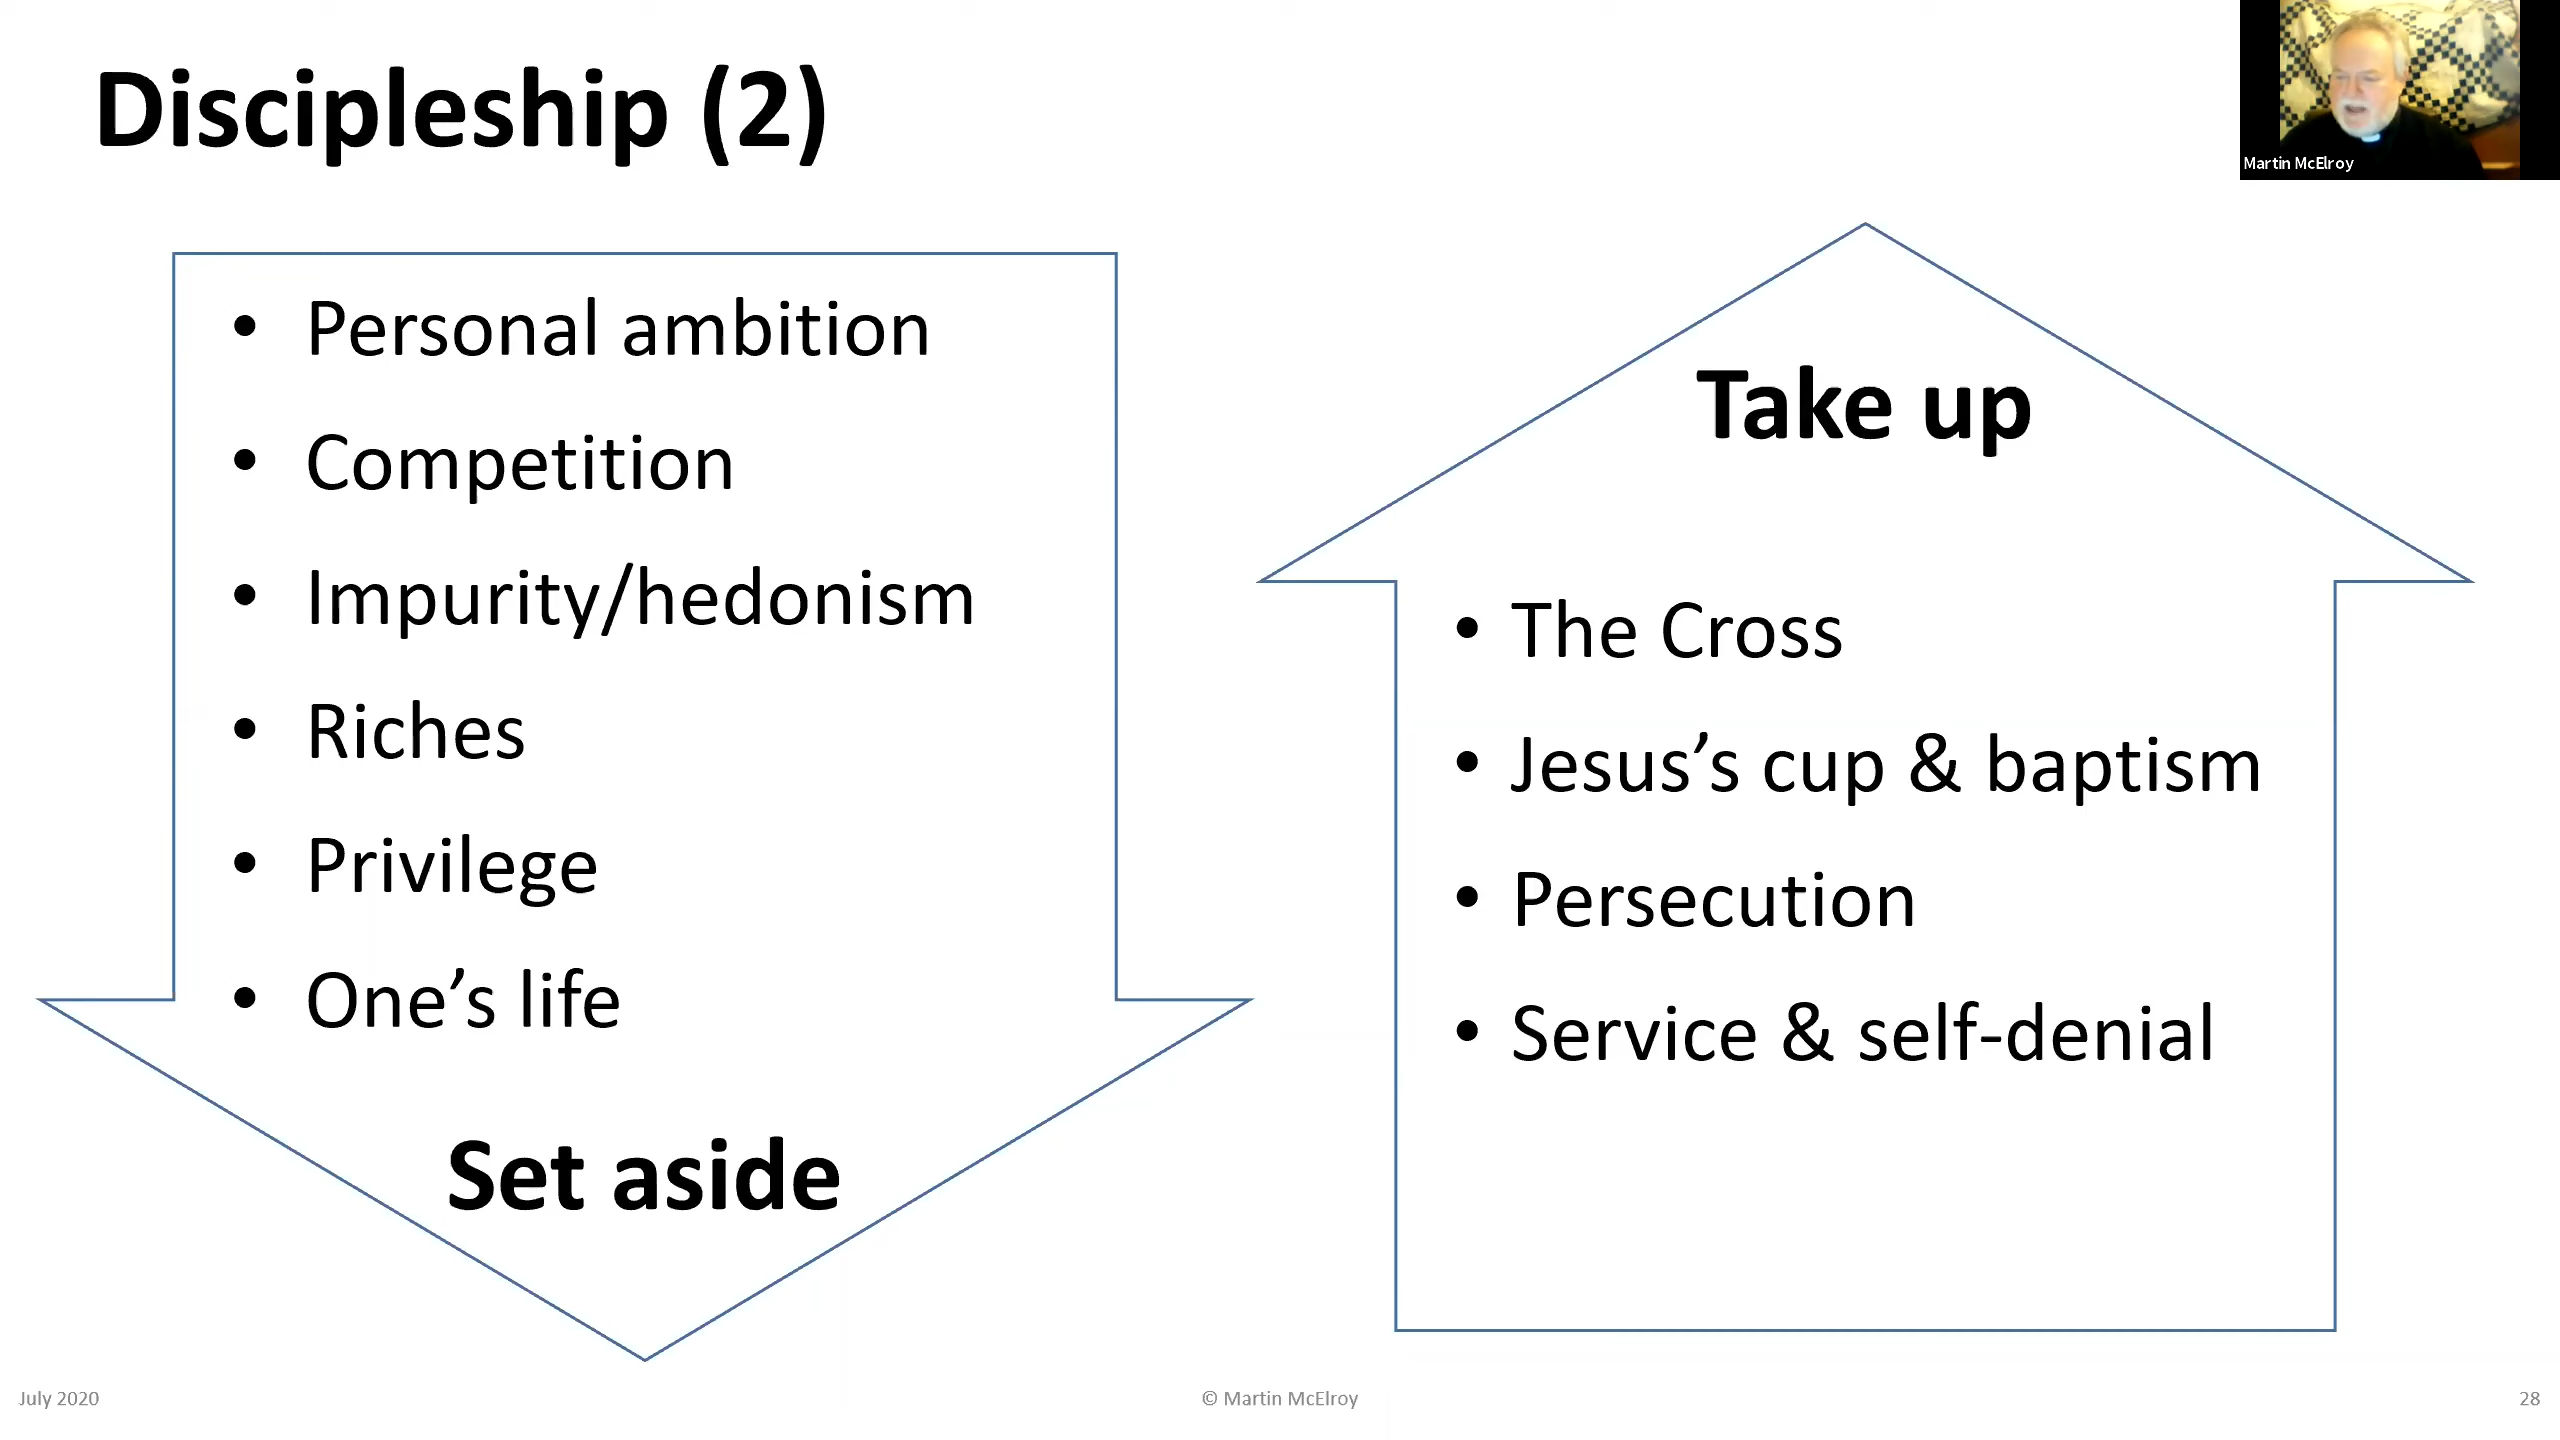 Discipleship (2)
Martin McElroy
• Personal ambition
• Competition
• Impurity/hedonism
• Riches
• Privilege
• One’s life
Set aside
Take up
• The Cross
• Jesus’s cup & baptism
• Persecution
• Service & self-denial
July 2020
© Martin McElroy
28